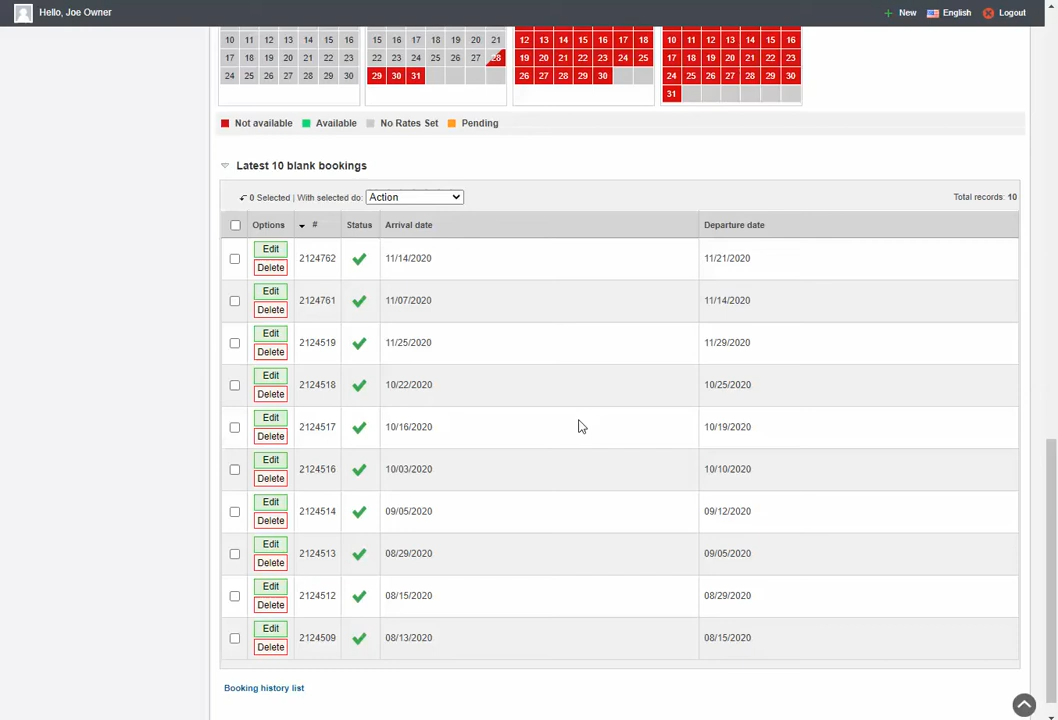 Hello, Joe Owner
New English Logout
10 11 12 13 14 15 16 15 16 17 18 19 20 21 12 13 14 15 16 17 18 10 11 12 13 14 15 16
17 18 19 20 21 22 23 22 23 24 25 26 27 28 19 20 21 22 23 24 25 17 18 19 20 21 22 23
24 25 26 27 28 29 30 29 30 31 26 27 28 29 30 24 25 26 27 28 29 30
31
Not available Available No Rates Set Pending
Latest 10 blank bookings
0 Selected | With selected do: Action Total records: 10
Options # Status Arrival date Departure date
Edit
Delete 2124762 11/14/2020 11/21/2020
Edit
Delete 2124761 11/07/2020 11/14/2020
Edit
Delete 2124519 11/25/2020 11/29/2020
Edit
Delete 2124518 10/22/2020 10/25/2020
Edit
Delete 2124517 10/16/2020 10/19/2020
Edit
Delete 2124516 10/03/2020 10/10/2020
Edit
Delete 2124514 09/05/2020 09/12/2020
Edit
Delete 2124513 08/29/2020 09/05/2020
Edit
Delete 2124512 08/15/2020 08/29/2020
Edit
Delete 2124509 08/13/2020 08/15/2020
Booking history list